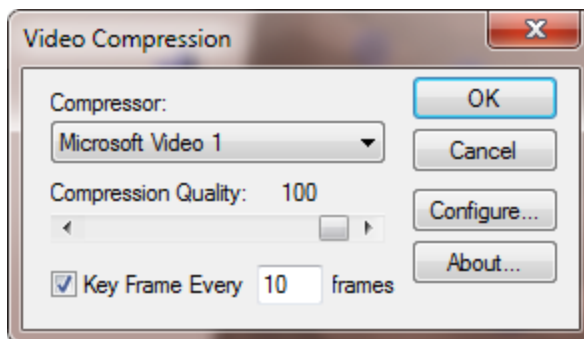 Video Compression
Compressor:
Microsoft Video 1
Compression Quality: 100
Key Frame Every 10 frames
OK
Cancel
Configure...
About...